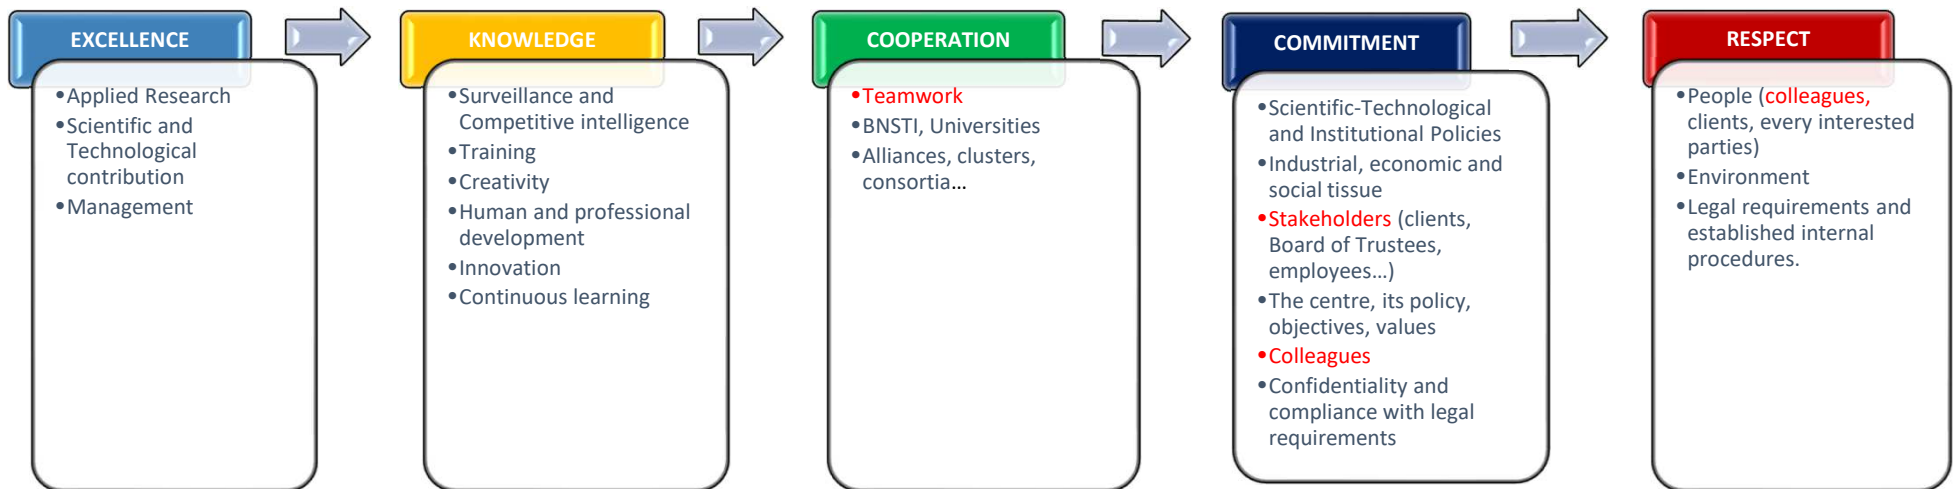 EXCELLENCE
•Applied Research
•Scientific and
Technological
contribution
•Management
KNOWLEDGE
•Surveillance and
Competitive intelligence
•Training
•Creativity
•Human and professional
development
•Innovation
•Continuous learning
COOPERATION
•Teamwork
•BNSTI, Universities
•Alliances, clusters,
consortia...
COMMITMENT
•Scientific-Technological
and Institutional Policies
•Industrial, economic and
social tissue
•Stakeholders (clients,
Board of Trustees,
employees...)
•The centre, its policy,
objectives, values
•Colleagues
•Confidentiality and
compliance with legal
requirements
RESPECT
•People (colleagues,
clients, every interested
parties)
•Environment
•Legal requirements and
established internal
procedures.